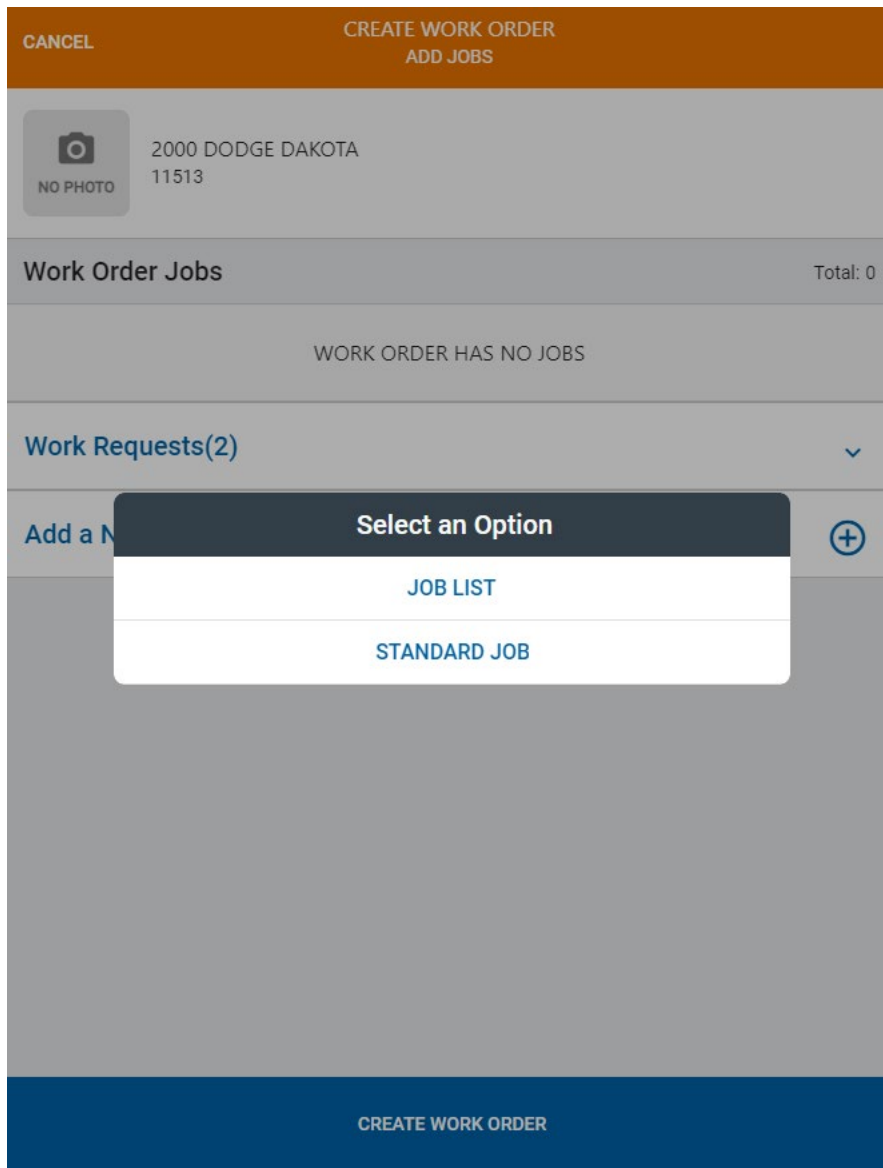 CANCEL
CREATE WORK ORDER
ADD JOBS
NO PHOTO
2000 DODGE DAKOTA
11513
Work Order Jobs
Total: 0
WORK ORDER HAS NO JOBS
Work Requests(2)
Add a N
Select an Option
JOB LIST
STANDARD JOB
CREATE WORK ORDER